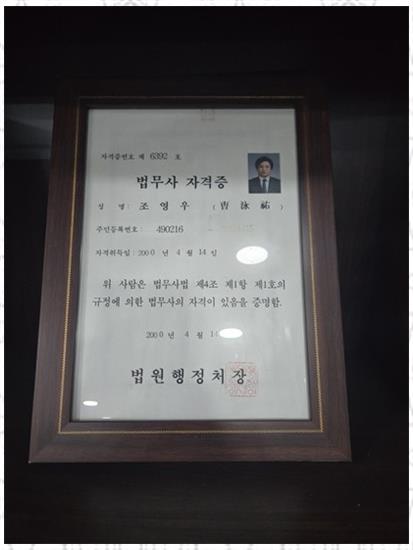 자격증번호 제 6392 호
법무사 자격증
성 명: 조 영 우 (曺 泳 祐)
주민등록번호: 490216
자격취득일: 2000 년 4 월 14 일
위 사람은 법무사법 제4조 제1항 제1호의
규정에 의한 법무사의 자격이 있음을 증명함.
2000 년 4 월 14
법 원 행 정 처 장